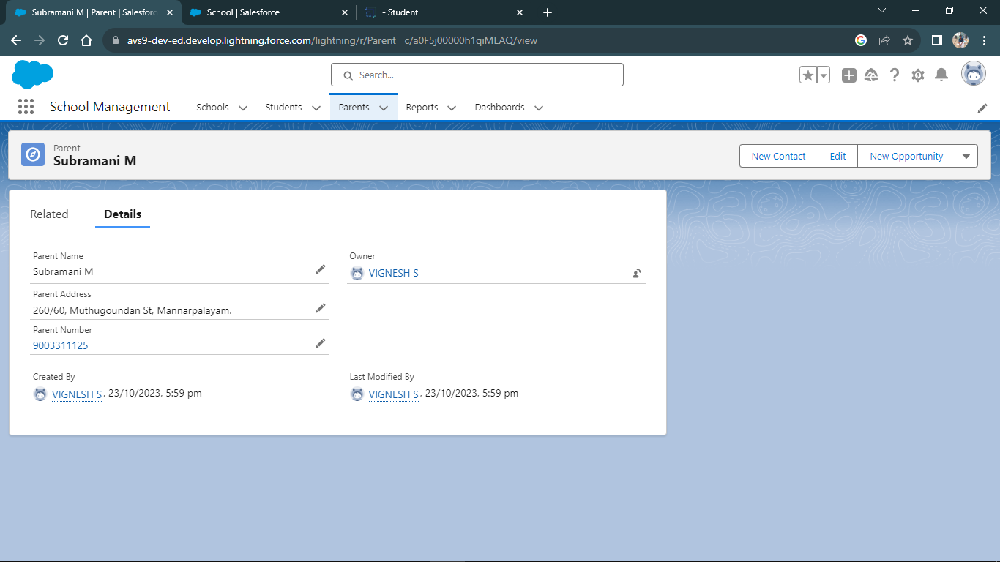 Subramani M | Parent | Salesforc
School | Salesforce
- Student
avs9-dev-ed.develop.lightning.force.com/lightning/r/Parent__c/a0F5j00000h1qiMEAQ/view
Search...
School Management
Schools
Students
Parents
Reports
Dashboards
Parent
Subramani M
New Contact
Edit
New Opportunity
Related
Details
Parent Name
Subramani M
Owner
VIGNESH S
Parent Address
260/60, Muthugoundan St, Mannarpalayam.
Parent Number
9003311125
Created By
VIGNESH S, 23/10/2023, 5:59 pm
Last Modified By
VIGNESH S, 23/10/2023, 5:59 pm